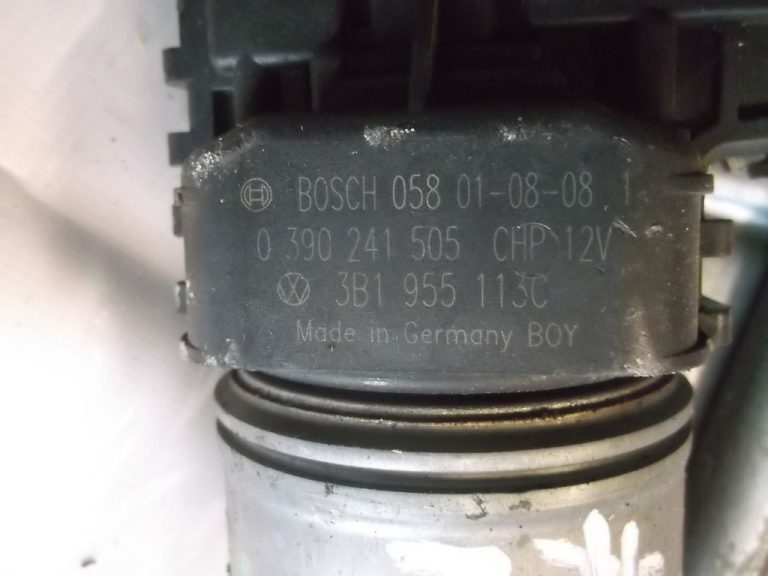 BOSCH 058 01-08-08 1
0 390 241 505 CHP 12V
3B1 955 113C
Made in Germany BOY